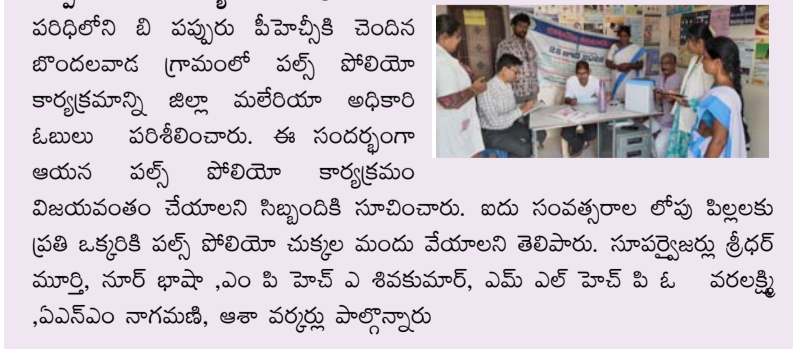 పరిధిలోని బి పప్పురు పీహెచ్సీకి చెందిన
బొందలవాడ గ్రామంలో పల్స్ పోలియో
కార్యక్రమాన్ని జిల్లా మలేరియా అధికారి
ఓబులు పరిశీలించారు. ఈ సందర్భంగా
ఆయన పల్స్ పోలియో కార్యక్రమం
విజయవంతం చేయాలని సిబ్బందికి సూచించారు. ఐదు సంవత్సరాల లోపు పిల్లలకు
ప్రతి ఒక్కరికి పల్స్ పోలియో చుక్కల మందు వేయాలని తెలిపారు. సూపర్వైజర్లు శ్రీధర్
మూర్తి, నూర్ భాషా ,ఎం పి హెచ్ ఎ శివకుమార్, ఎమ్ ఎల్ హెచ్ పి ఓ వరలక్ష్మి
,ఏఎన్ఎం నాగమణి, ఆశా వర్కర్లు పాల్గొన్నారు